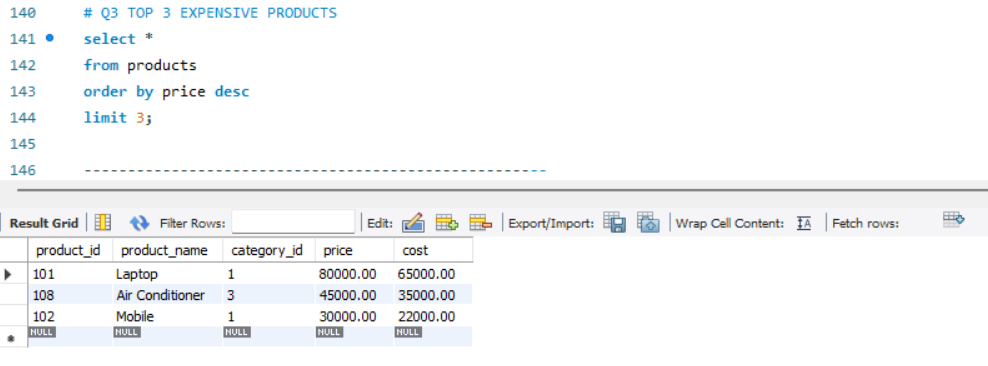 140 # Q3 TOP 3 EXPENSIVE PRODUCTS
141 select *
142 from products
143 order by price desc
144 limit 3;
145
146 -----------------------------------------------------
Result Grid Filter Rows: Edit: Export/Import: Wrap Cell Content: Fetch rows:
product_id product_name category_id price cost
101 Laptop 1 80000.00 65000.00
108 Air Conditioner 3 45000.00 35000.00
102 Mobile 1 30000.00 22000.00
NULL NULL NULL NULL NULL